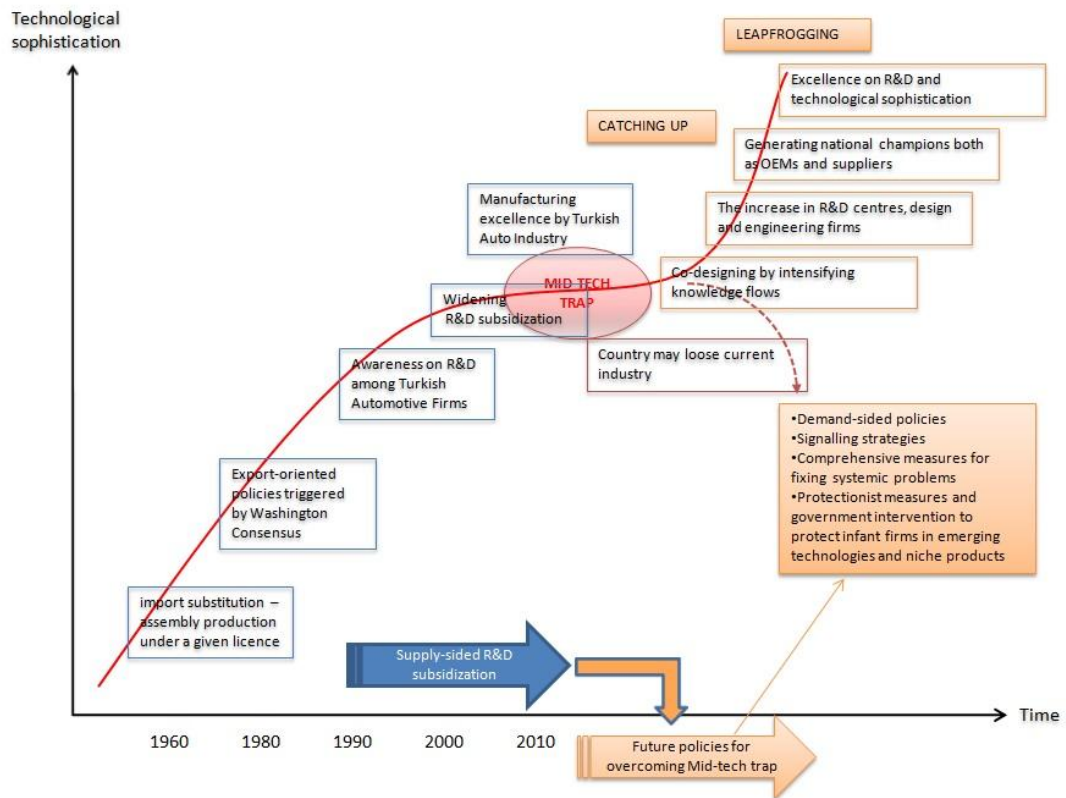 Technological
sophistication
LEAPFROGGING
Excellence on R&D and
technological sophistication
CATCHING UP
Generating national champions both
as OEMs and suppliers
Manufacturing
excellence by Turkish
Auto Industry
The increase in R&D centres, design
and engineering firms
MID TECH
TRAP
Co-designing by intensifying
knowledge flows
Widening
R&D subsidization
Country may loose current
industry
Awareness on R&D
among Turkish
Automotive Firms
•Demand-sided policies
•Signalling strategies
•Comprehensive measures for
fixing systemic problems
•Protectionist measures and
government intervention to
protect infant firms in emerging
technologies and niche products
Export-oriented
policies triggered
by Washington
Consensus
import substitution –
assembly production
under a given licence
Supply-sided R&D
subsidization
Time
1960 1980 1990 2000 2010
Future policies for
overcoming Mid-tech trap